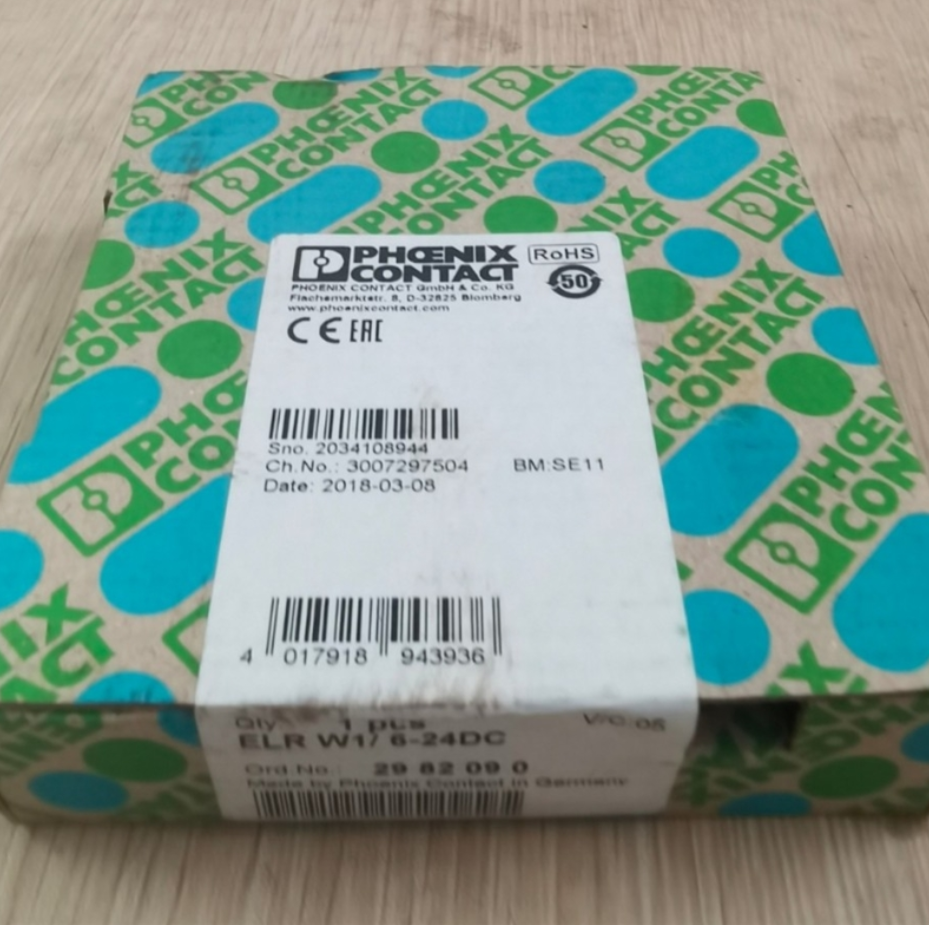 PHŒNIX
CONTACT
RoHS
50
PHOENIX CONTACT GmbH & Co. KG
Flachsmarktstr. 8, D-32825 Blomberg
www.phoenixcontact.com
CE EAC
Sno. 2034108944
Ch.No.: 3007297504 BM:SE11
Date: 2018-03-08
4 017918 943936
Qty 1 pcs V/C:05
ELR W1/ 6-24DC
Ord.No.: 29 82 09 0
Made by Phoenix Contact in Germany